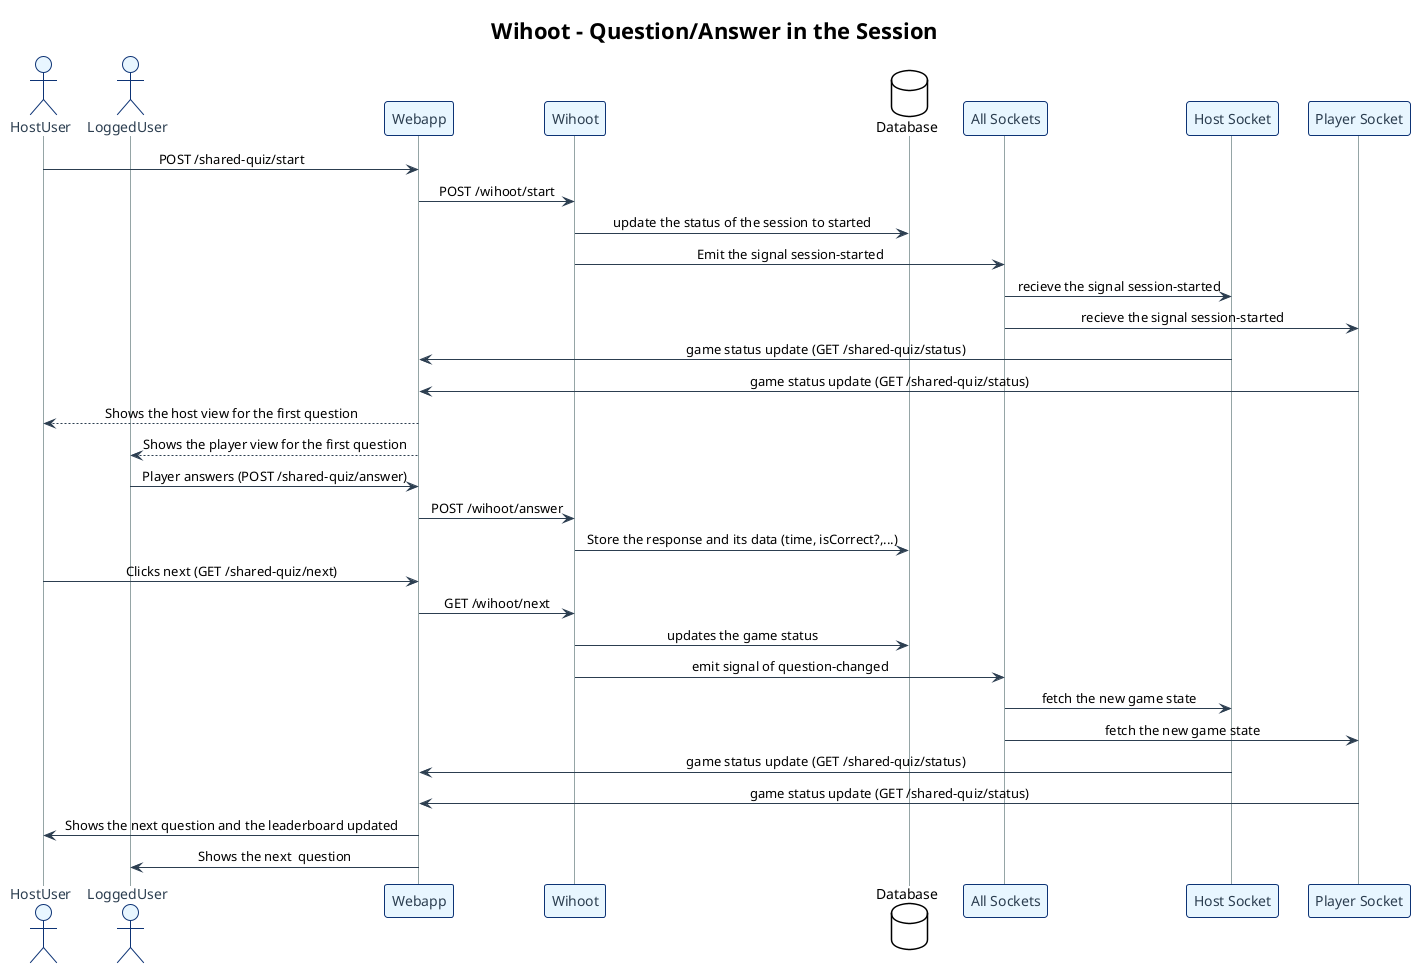 Wihoot - Question/Answer in the Session
HostUser
LoggedUser
Webapp
Wihoot
Database
All Sockets
Host Socket
Player Socket
POST /shared-quiz/start
POST /wihoot/start
update the status of the session to started
Emit the signal session-started
recieve the signal session-started
recieve the signal session-started
game status update (GET /shared-quiz/status)
game status update (GET /shared-quiz/status)
Shows the host view for the first question
Shows the player view for the first question
Player answers (POST /shared-quiz/answer)
POST /wihoot/answer
Store the response and its data (time, isCorrect?,...)
Clicks next (GET /shared-quiz/next)
GET /wihoot/next
updates the game status
emit signal of question-changed
fetch the new game state
fetch the new game state
game status update (GET /shared-quiz/status)
game status update (GET /shared-quiz/status)
Shows the next question and the leaderboard updated
Shows the next  question
HostUser
LoggedUser
Webapp
Wihoot
Database
All Sockets
Host Socket
Player Socket